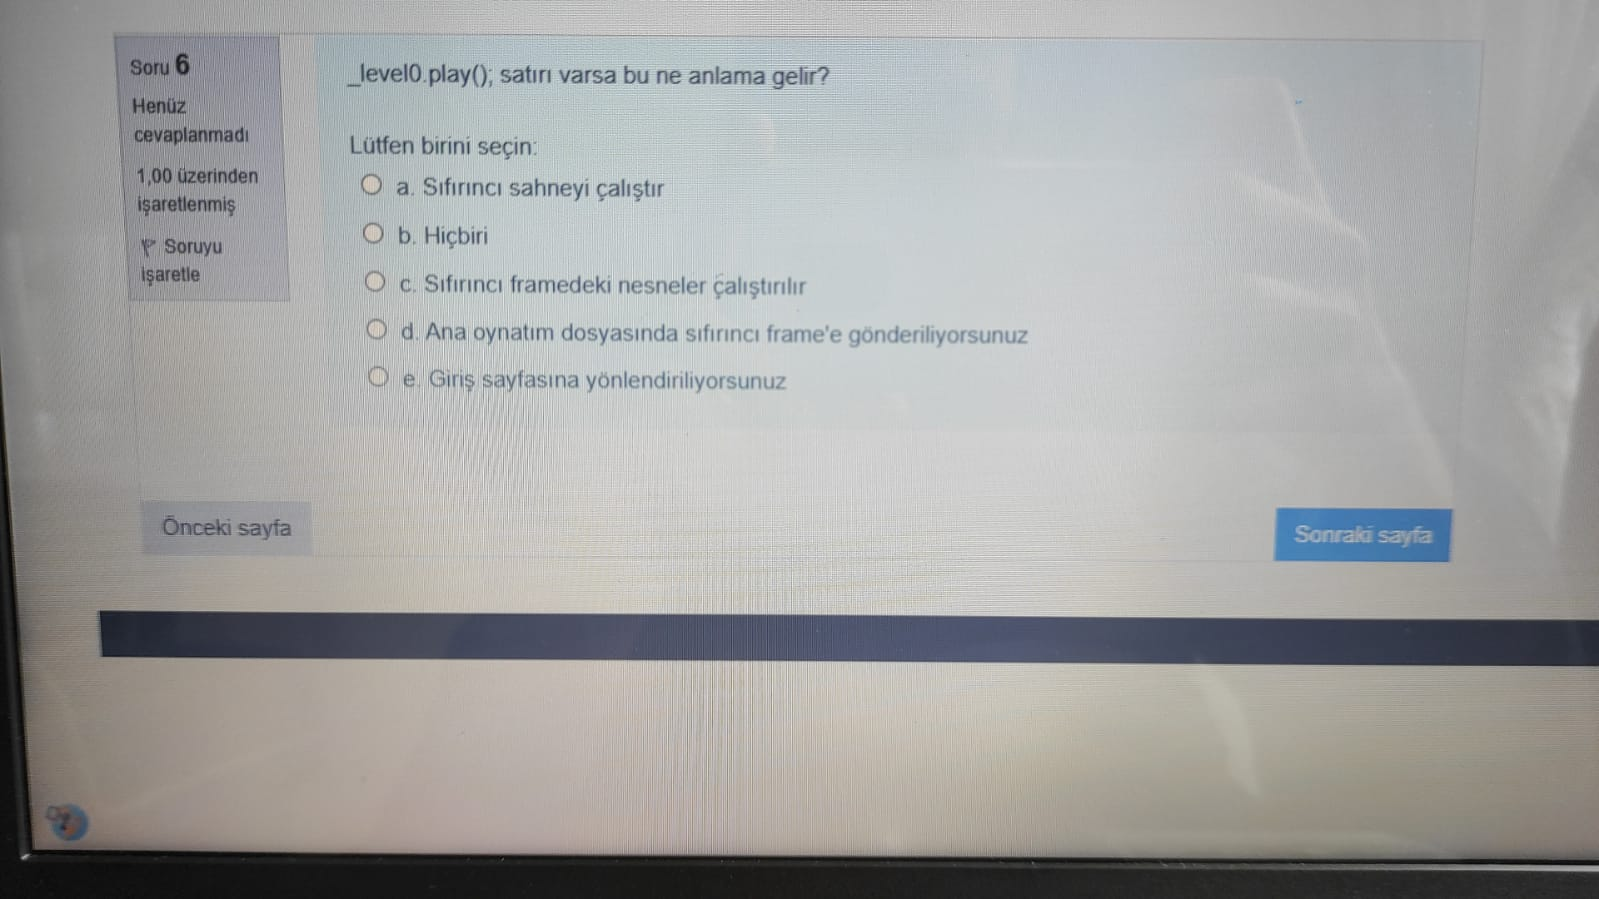 Soru 6
Henüz
cevaplanmadı
1,00 üzerinden
işaretlenmiş
Soruyu
işaretle
_level0.play(); satırı varsa bu ne anlama gelir?
Lütfen birini seçin:
a. Sıfırıncı sahneyi çalıştır
b. Hiçbiri
c. Sıfırıncı framedeki nesneler çalıştırılır
d. Ana oynatım dosyasında sıfırıncı frame'e gönderiliyorsunuz
e. Giriş sayfasına yönlendiriliyorsunuz
Önceki sayfa
Sonraki sayfa